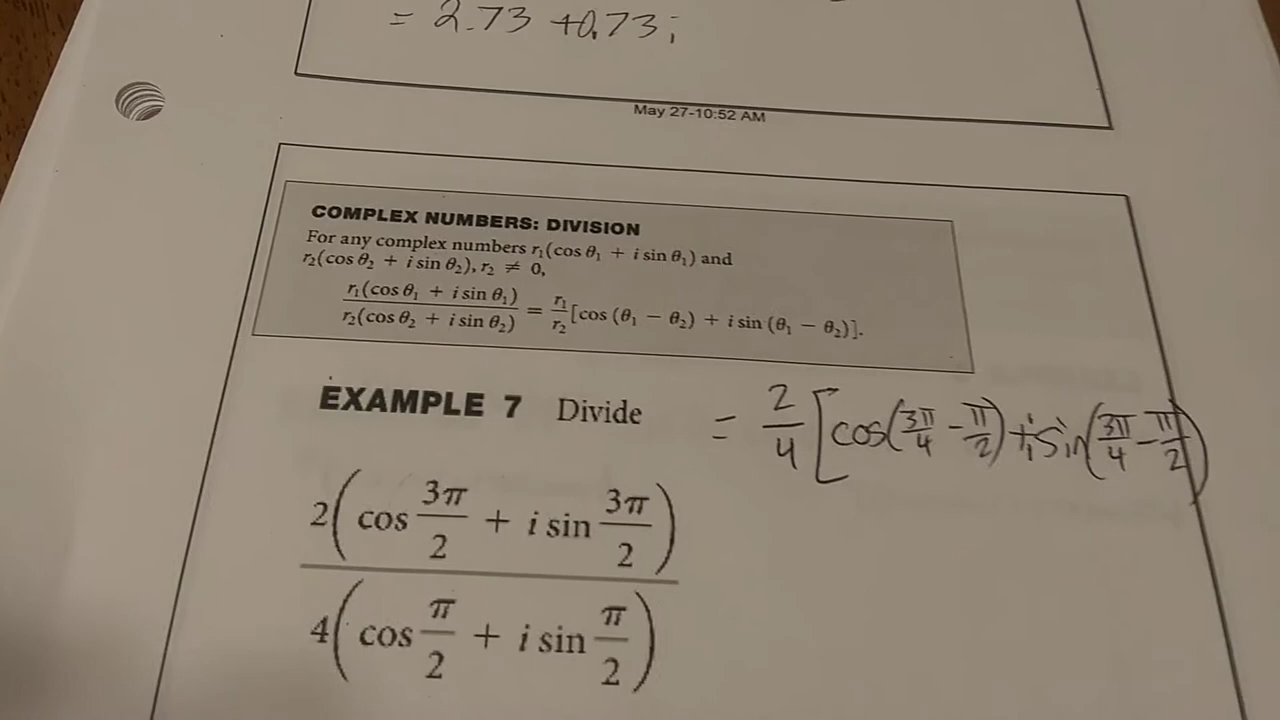 = 2.73 +0.73i
May 27-10:52 AM
COMPLEX NUMBERS: DIVISION
For any complex numbers r₁(cos θ₁ + i sin θ₁) and
r₂(cos θ₂ + i sin θ₂), r₂ ≠ 0,
r₁(cos θ₁ + i sin θ₁) / r₂(cos θ₂ + i sin θ₂) = r₁/r₂ [cos (θ₁ − θ₂) + i sin (θ₁ − θ₂)].
EXAMPLE 7 Divide
= 2/4 [cos(3π/4 - π/2) + i sin(3π/4 - π/2)
2(cos 3π/2 + i sin 3π/2)
4(cos π/2 + i sin π/2)